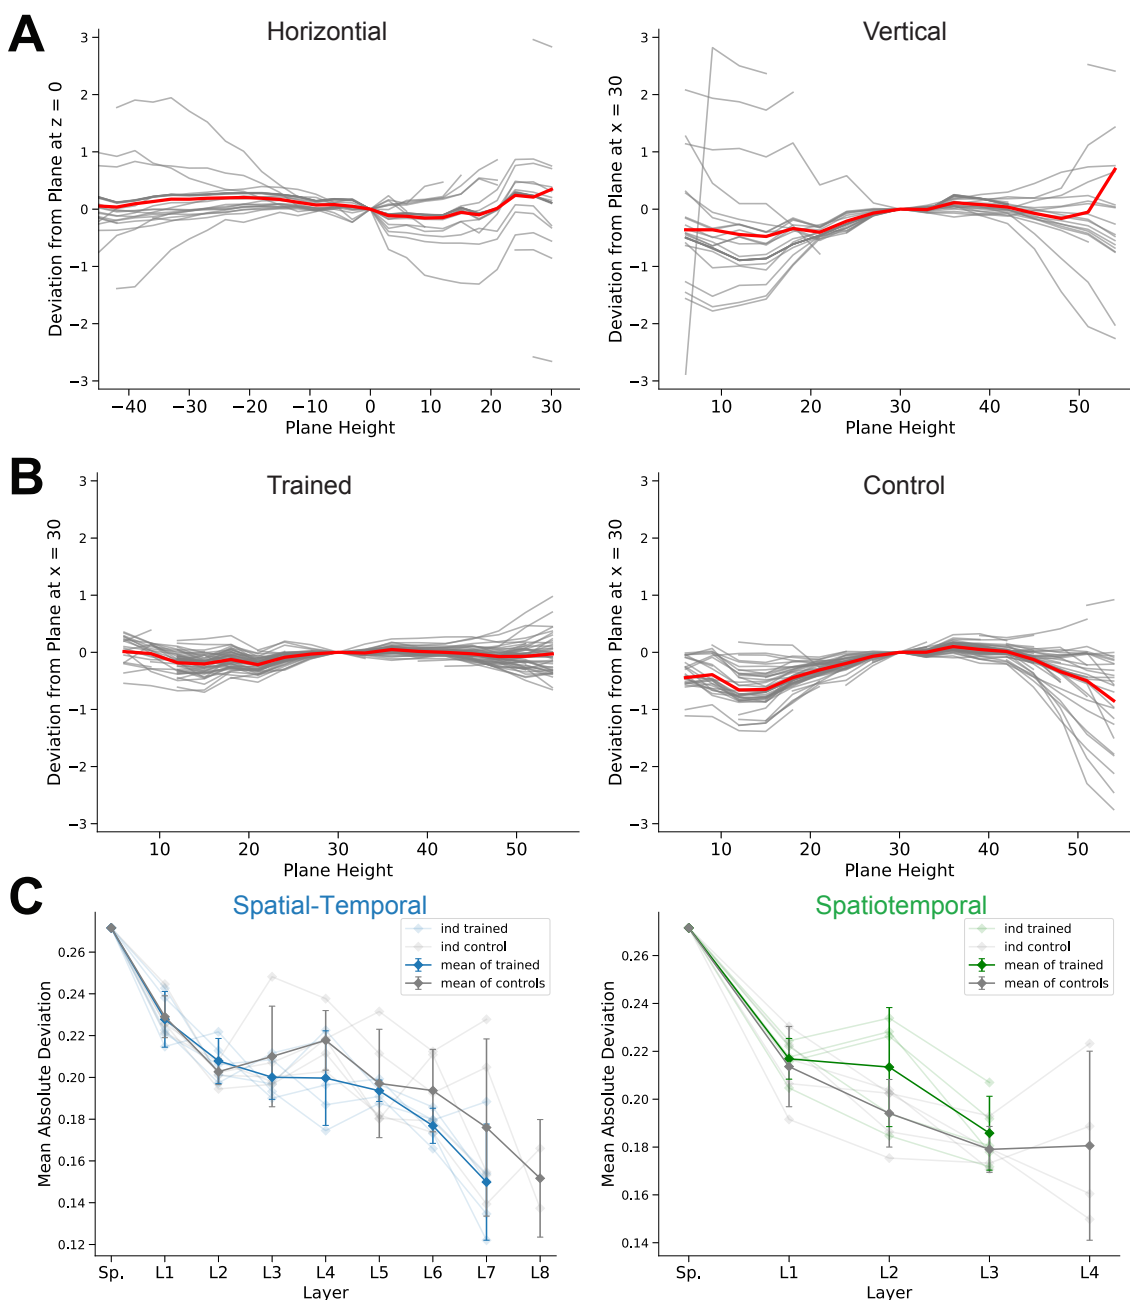 A
Horizontial
Vertical
Deviation from Plane at z = 0
3
2
1
0
−1
−2
−3
−40
−30
−20
−10
0
10
20
30
Plane Height
Deviation from Plane at x = 30
3
2
1
0
−1
−2
−3
10
20
30
40
50
Plane Height
B
Trained
Control
Deviation from Plane at x = 30
3
2
1
0
−1
−2
−3
10
20
30
40
50
Plane Height
Deviation from Plane at x = 30
3
2
1
0
−1
−2
−3
10
20
30
40
50
Plane Height
C
Spatial-Temporal
Spatiotemporal
ind trained
ind control
mean of trained
mean of controls
Mean Absolute Deviation
0.26
0.24
0.22
0.20
0.18
0.16
0.14
0.12
Sp.
L1
L2
L3
L4
L5
L6
L7
L8
Layer
ind trained
ind control
mean of trained
mean of controls
Mean Absolute Deviation
0.26
0.24
0.22
0.20
0.18
0.16
0.14
Sp.
L1
L2
L3
L4
Layer